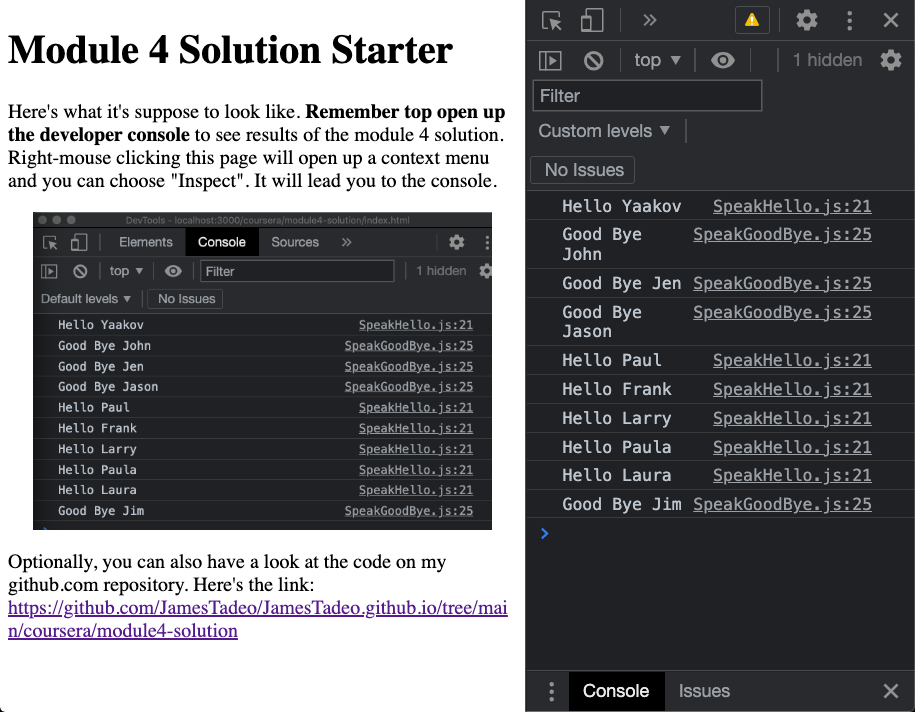 Module 4 Solution Starter
Here's what it's suppose to look like. Remember top open up
the developer console to see results of the module 4 solution.
Right-mouse clicking this page will open up a context menu
and you can choose "Inspect". It will lead you to the console.
DevTools - localhost:3000/coursera/module4-solution/index.html
Elements Console Sources »
top ▼ Filter 1 hidden
Default levels ▼ No Issues
Hello Yaakov SpeakHello.js:21
Good Bye John SpeakGoodBye.js:25
Good Bye Jen SpeakGoodBye.js:25
Good Bye Jason SpeakGoodBye.js:25
Hello Paul SpeakHello.js:21
Hello Frank SpeakHello.js:21
Hello Larry SpeakHello.js:21
Hello Paula SpeakHello.js:21
Hello Laura SpeakHello.js:21
Good Bye Jim SpeakGoodBye.js:25
Optionally, you can also have a look at the code on my
github.com repository. Here's the link:
https://github.com/JamesTadeo/JamesTadeo.github.io/tree/mai
n/coursera/module4-solution
»
top ▼ 1 hidden
Filter
Custom levels ▼
No Issues
Hello Yaakov SpeakHello.js:21
Good Bye SpeakGoodBye.js:25
John
Good Bye Jen SpeakGoodBye.js:25
Good Bye SpeakGoodBye.js:25
Jason
Hello Paul SpeakHello.js:21
Hello Frank SpeakHello.js:21
Hello Larry SpeakHello.js:21
Hello Paula SpeakHello.js:21
Hello Laura SpeakHello.js:21
Good Bye Jim SpeakGoodBye.js:25
Console Issues